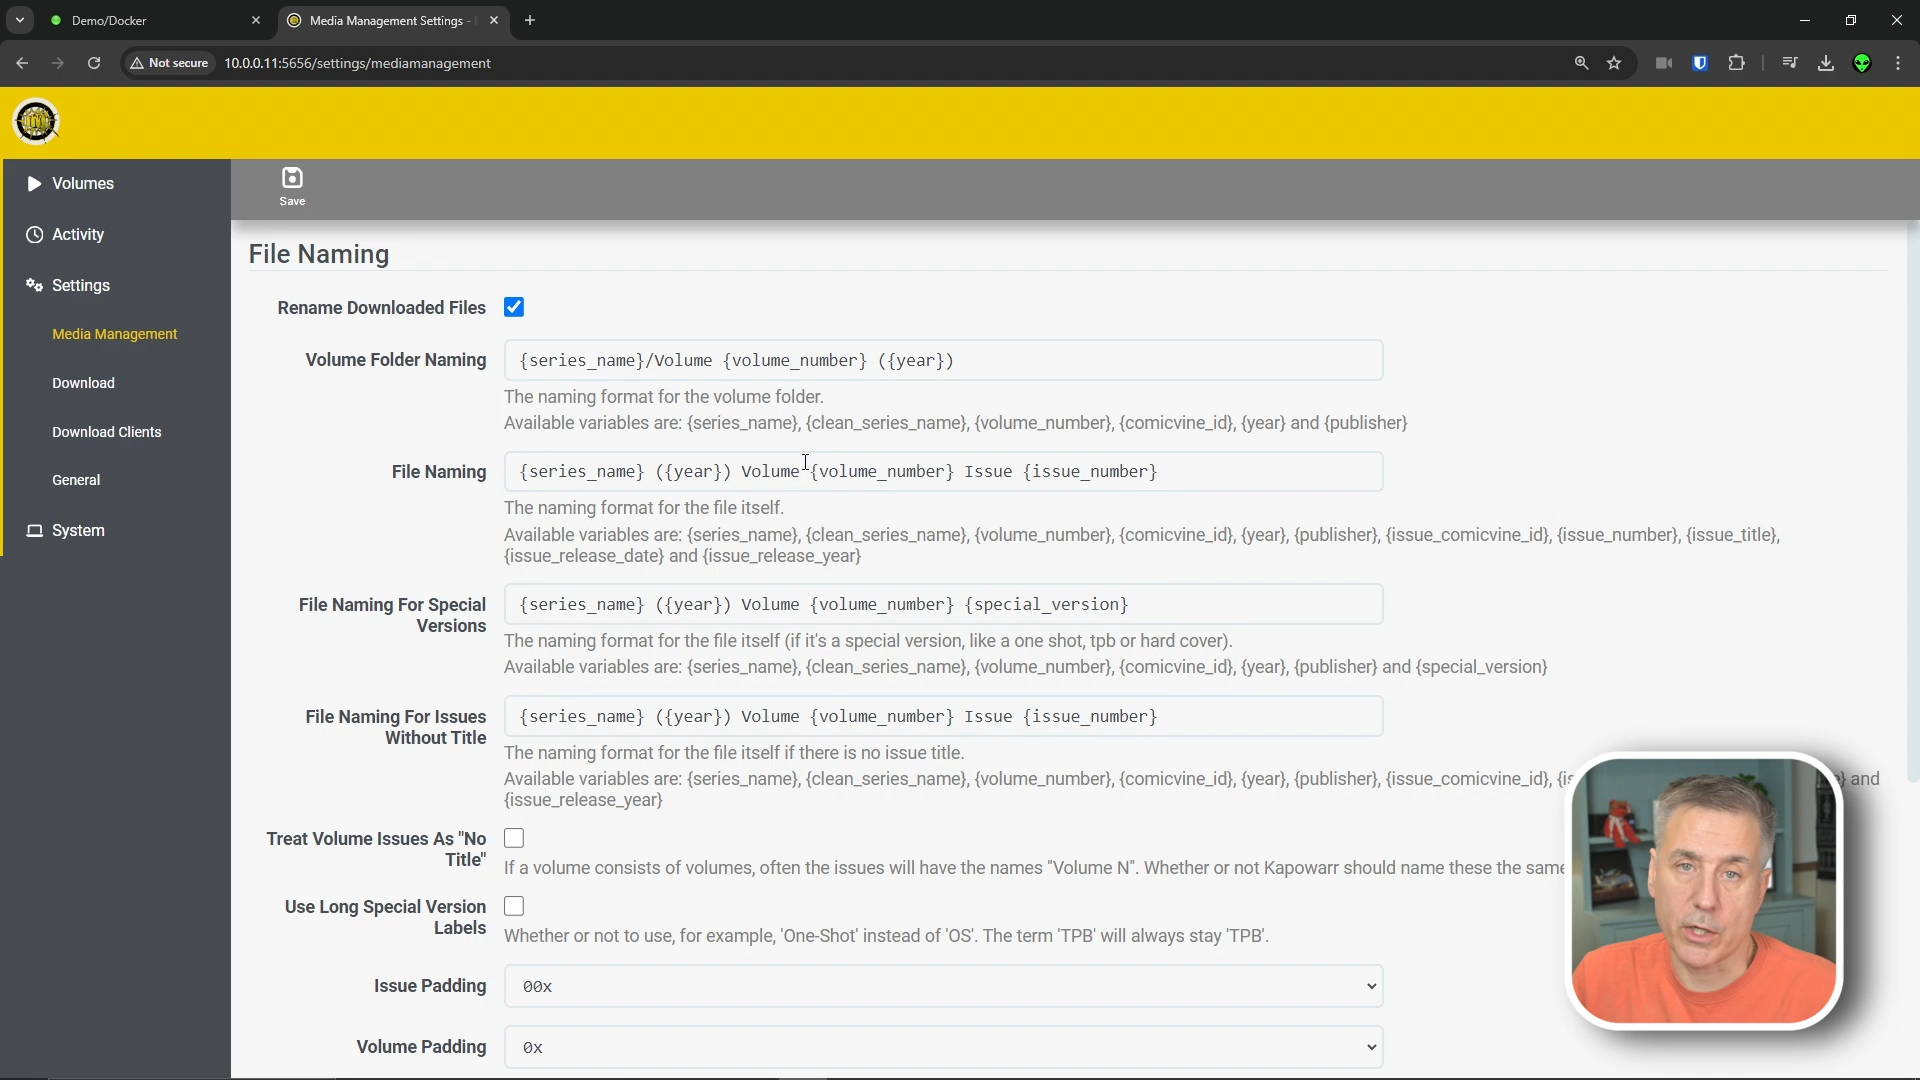 Demo/Docker
Media Management Settings -
Not secure
10.0.0.11:5656/settings/mediamanagement
Volumes
Activity
Settings
Media Management
Download
Download Clients
General
System
Save
File Naming
Rename Downloaded Files
Volume Folder Naming
{series_name}/Volume {volume_number} ({year})
The naming format for the volume folder.
Available variables are: {series_name}, {clean_series_name}, {volume_number}, {comicvine_id}, {year} and {publisher}
File Naming
{series_name} ({year}) Volume {volume_number} Issue {issue_number}
The naming format for the file itself.
Available variables are: {series_name}, {clean_series_name}, {volume_number}, {comicvine_id}, {year}, {publisher}, {issue_comicvine_id}, {issue_number}, {issue_title},
{issue_release_date} and {issue_release_year}
File Naming For Special
Versions
{series_name} ({year}) Volume {volume_number} {special_version}
The naming format for the file itself (if it's a special version, like a one shot, tpb or hard cover).
Available variables are: {series_name}, {clean_series_name}, {volume_number}, {comicvine_id}, {year}, {publisher} and {special_version}
File Naming For Issues
Without Title
{series_name} ({year}) Volume {volume_number} Issue {issue_number}
The naming format for the file itself if there is no issue title.
Available variables are: {series_name}, {clean_series_name}, {volume_number}, {comicvine_id}, {year}, {publisher}, {issue_comicvine_id}, and
{issue_release_year}
Treat Volume Issues As "No
Title"
If a volume consists of volumes, often the issues will have the names "Volume N". Whether or not Kapowarr should name these the same
Use Long Special Version
Labels
Whether or not to use, for example, 'One-Shot' instead of 'OS'. The term 'TPB' will always stay 'TPB'.
Issue Padding
00x
Volume Padding
0x